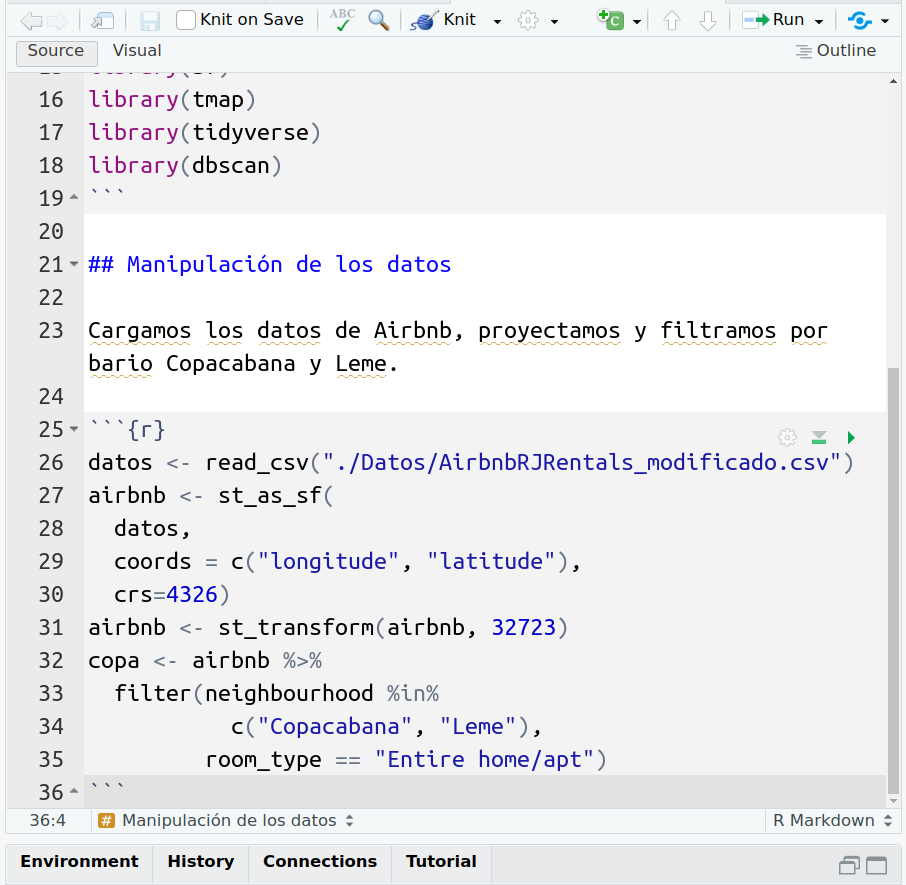 Knit on Save ABC Knit Run
Source Visual Outline
16 library(tmap)
17 library(tidyverse)
18 library(dbscan)
19 ```
20
21 ## Manipulación de los datos
22
23 Cargamos los datos de Airbnb, proyectamos y filtramos por
bario Copacabana y Leme.
24
25 ```{r}
26 datos <- read_csv("./Datos/AirbnbRJRentals_modificado.csv")
27 airbnb <- st_as_sf(
28 datos,
29 coords = c("longitude", "latitude"),
30 crs=4326)
31 airbnb <- st_transform(airbnb, 32723)
32 copa <- airbnb %>%
33 filter(neighbourhood %in%
34 c("Copacabana", "Leme"),
35 room_type == "Entire home/apt")
36 ```
36:4 # Manipulación de los datos R Markdown
Environment History Connections Tutorial